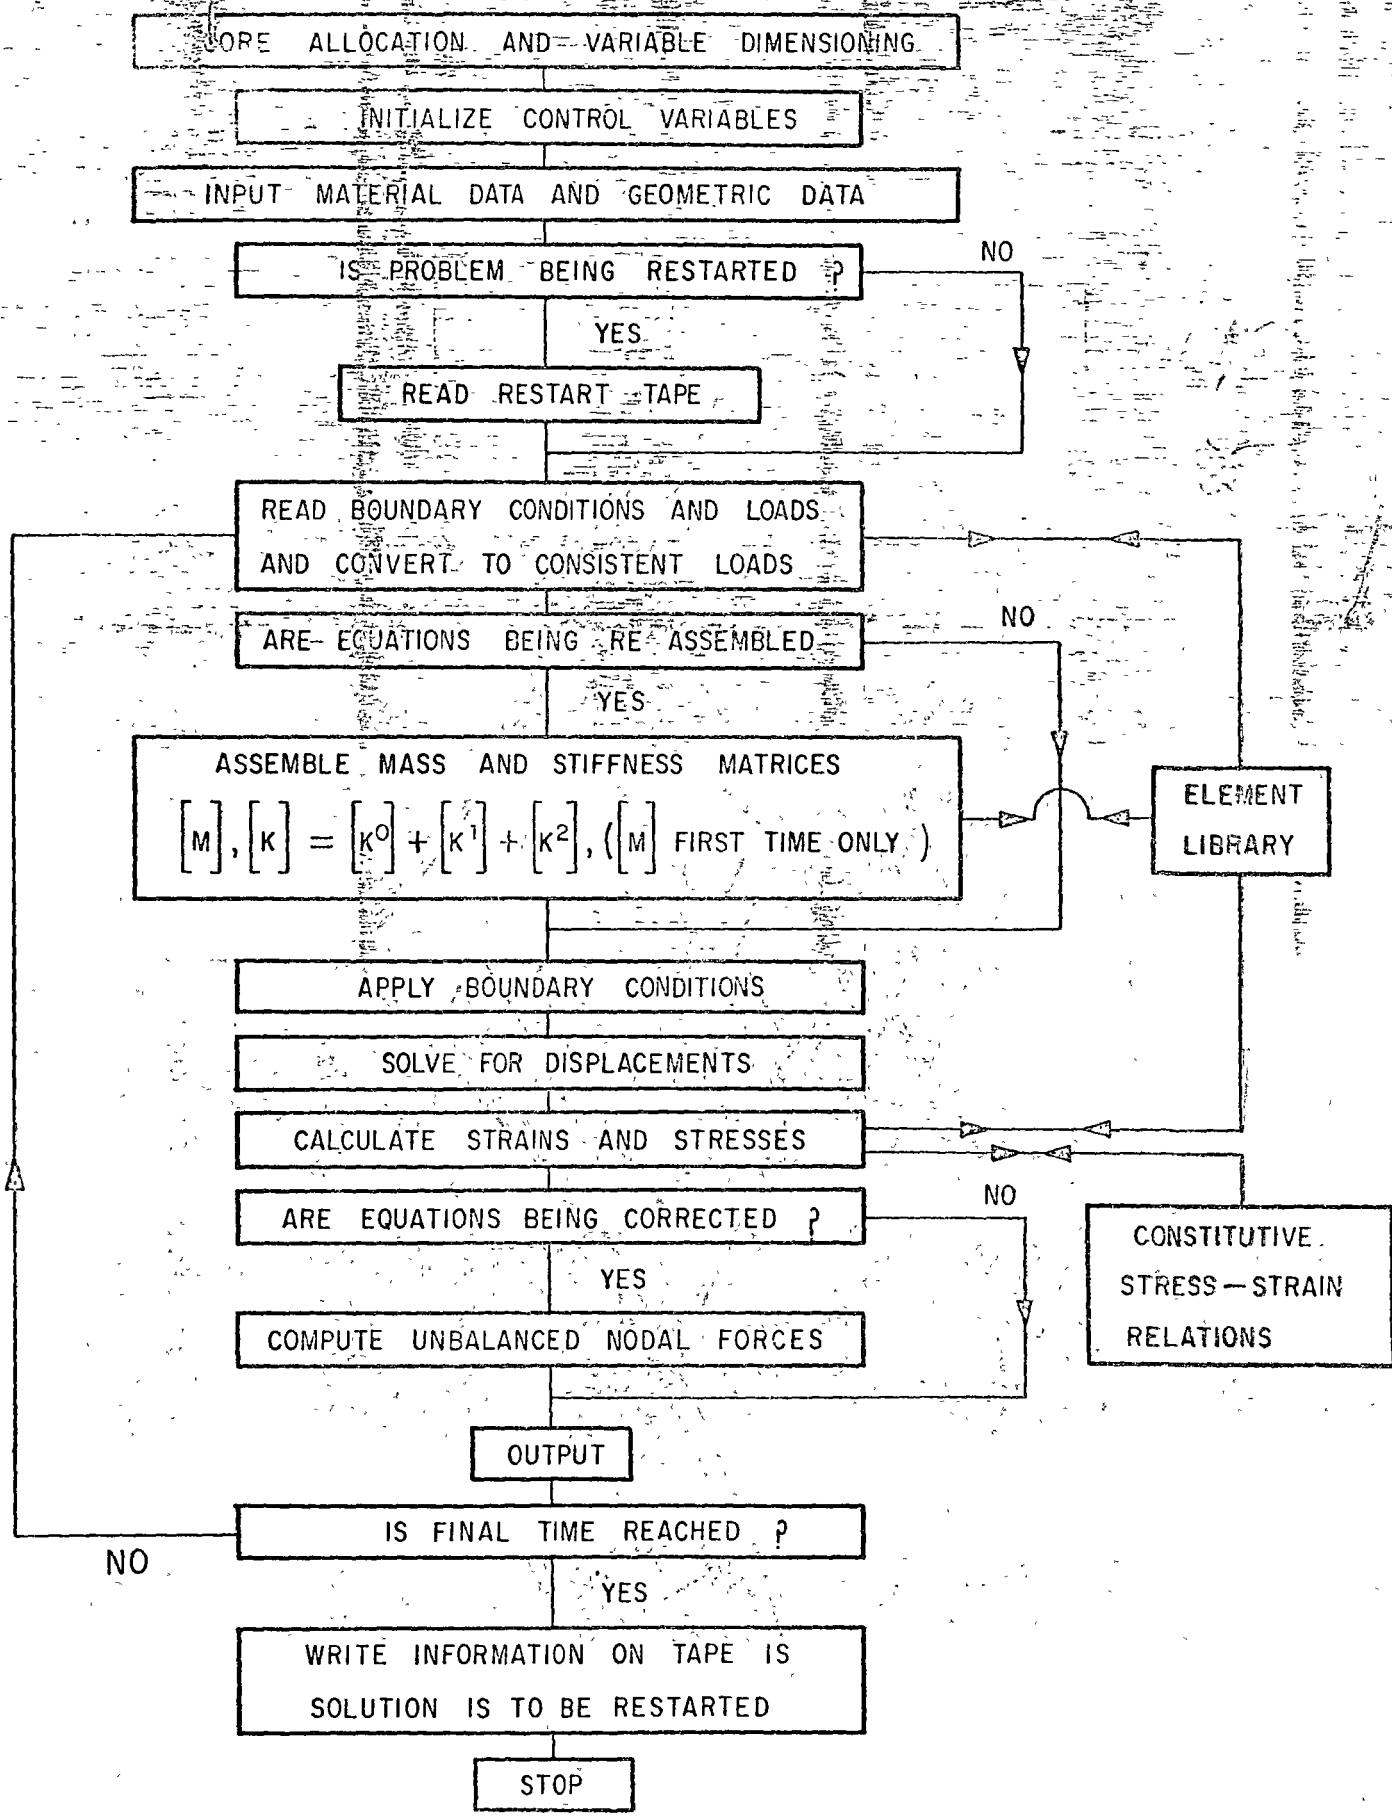 CORE ALLOCATION AND VARIABLE DIMENSIONING
INITIALIZE CONTROL VARIABLES
INPUT MATERIAL DATA AND GEOMETRIC DATA
IS PROBLEM BEING RESTARTED ?
NO
YES
READ RESTART TAPE
READ BOUNDARY CONDITIONS AND LOADS
AND CONVERT TO CONSISTENT LOADS
ARE EQUATIONS BEING RE ASSEMBLED
NO
YES
ASSEMBLE MASS AND STIFFNESS MATRICES
[M], [K] = [K⁰] + [K¹] + [K²], ([M] FIRST TIME ONLY )
ELEMENT
LIBRARY
APPLY BOUNDARY CONDITIONS
SOLVE FOR DISPLACEMENTS
CALCULATE STRAINS AND STRESSES
ARE EQUATIONS BEING CORRECTED ?
NO
CONSTITUTIVE
STRESS—STRAIN
RELATIONS
YES
COMPUTE UNBALANCED NODAL FORCES
OUTPUT
IS FINAL TIME REACHED ?
NO
YES
WRITE INFORMATION ON TAPE IS
SOLUTION IS TO BE RESTARTED
STOP